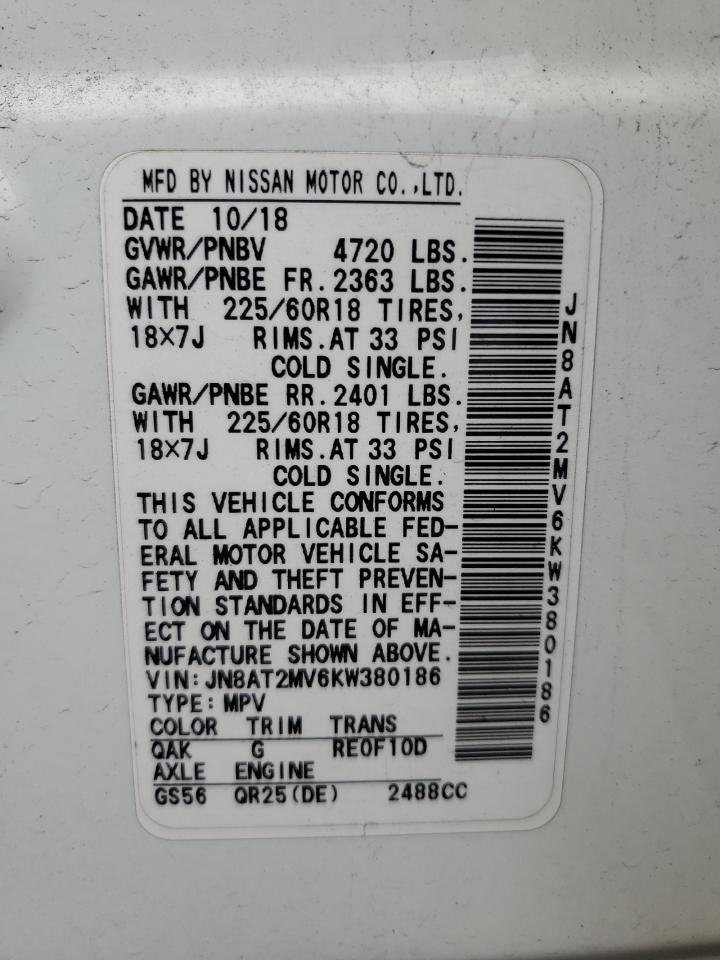 MFD BY NISSAN MOTOR CO.,LTD.
DATE 10/18
GVWR/PNBV 4720 LBS.
GAWR/PNBE FR. 2363 LBS.
WITH 225/60R18 TIRES,
18×7J RIMS.AT 33 PSI
COLD SINGLE.
GAWR/PNBE RR. 2401 LBS.
WITH 225/60R18 TIRES,
18×7J RIMS.AT 33 PSI
COLD SINGLE.
THIS VEHICLE CONFORMS
TO ALL APPLICABLE FED-
ERAL MOTOR VEHICLE SA-
FETY AND THEFT PREVEN-
TION STANDARDS IN EFF-
ECT ON THE DATE OF MA-
NUFACTURE SHOWN ABOVE.
VIN: JN8AT2MV6KW380186
TYPE: MPV
COLOR TRIM TRANS
QAK G RE0F10D
AXLE ENGINE
GS56 QR25(DE) 2488CC
JN8AT2MV6KW380186